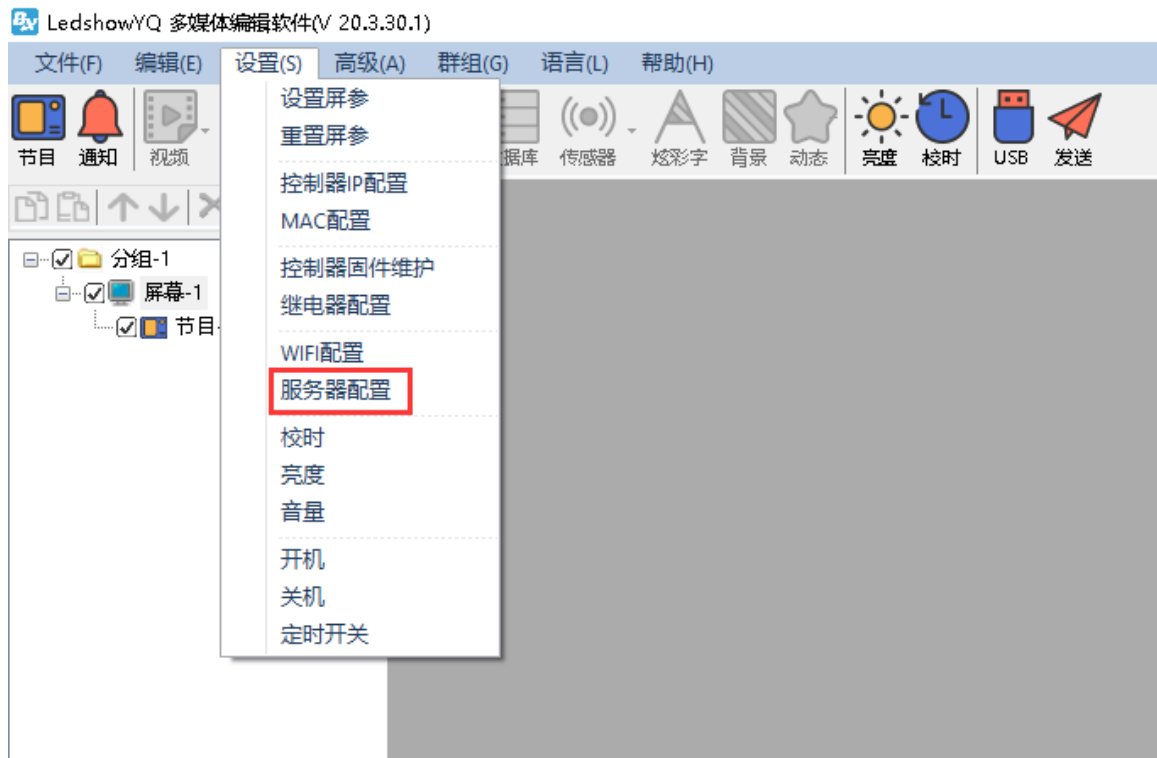 BX LedshowYQ 多媒体编辑软件(V 20.3.30.1)
文件(F) 编辑(E) 设置(S) 高级(A) 群组(G) 语言(L) 帮助(H)
节目 通知 视频 据库 传感器 炫彩字 背景 动态 亮度 校时 USB 发送
设置屏参
重置屏参
控制器IP配置
MAC配置
控制器固件维护
继电器配置
WIFI配置
服务器配置
校时
亮度
音量
开机
关机
定时开关
分组-1
屏幕-1
节目-